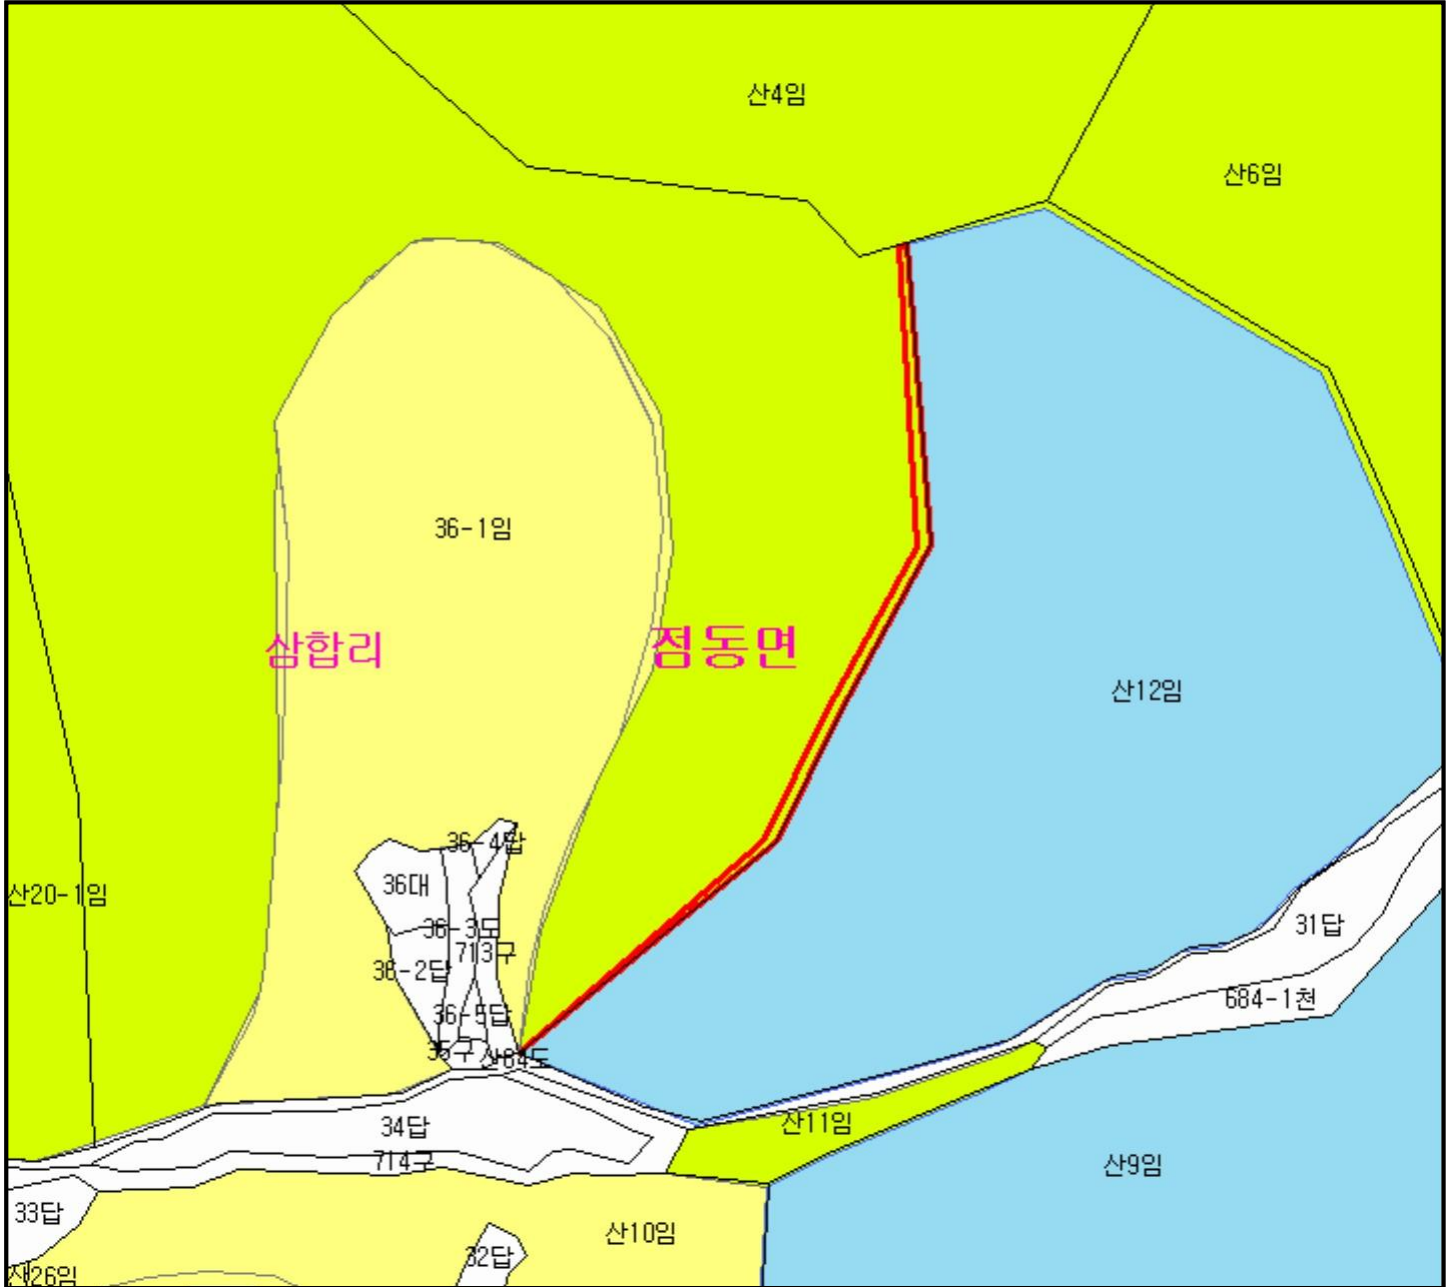 산4임
산6임
36-1임
삼합리
점동면
산12임
36-4답
36대
산20-1임
36-3도
31답
713구
36-2답
684-1천
36-5답
35구
산84도
산11임
34답
714구
산9임
33답
산10임
32답